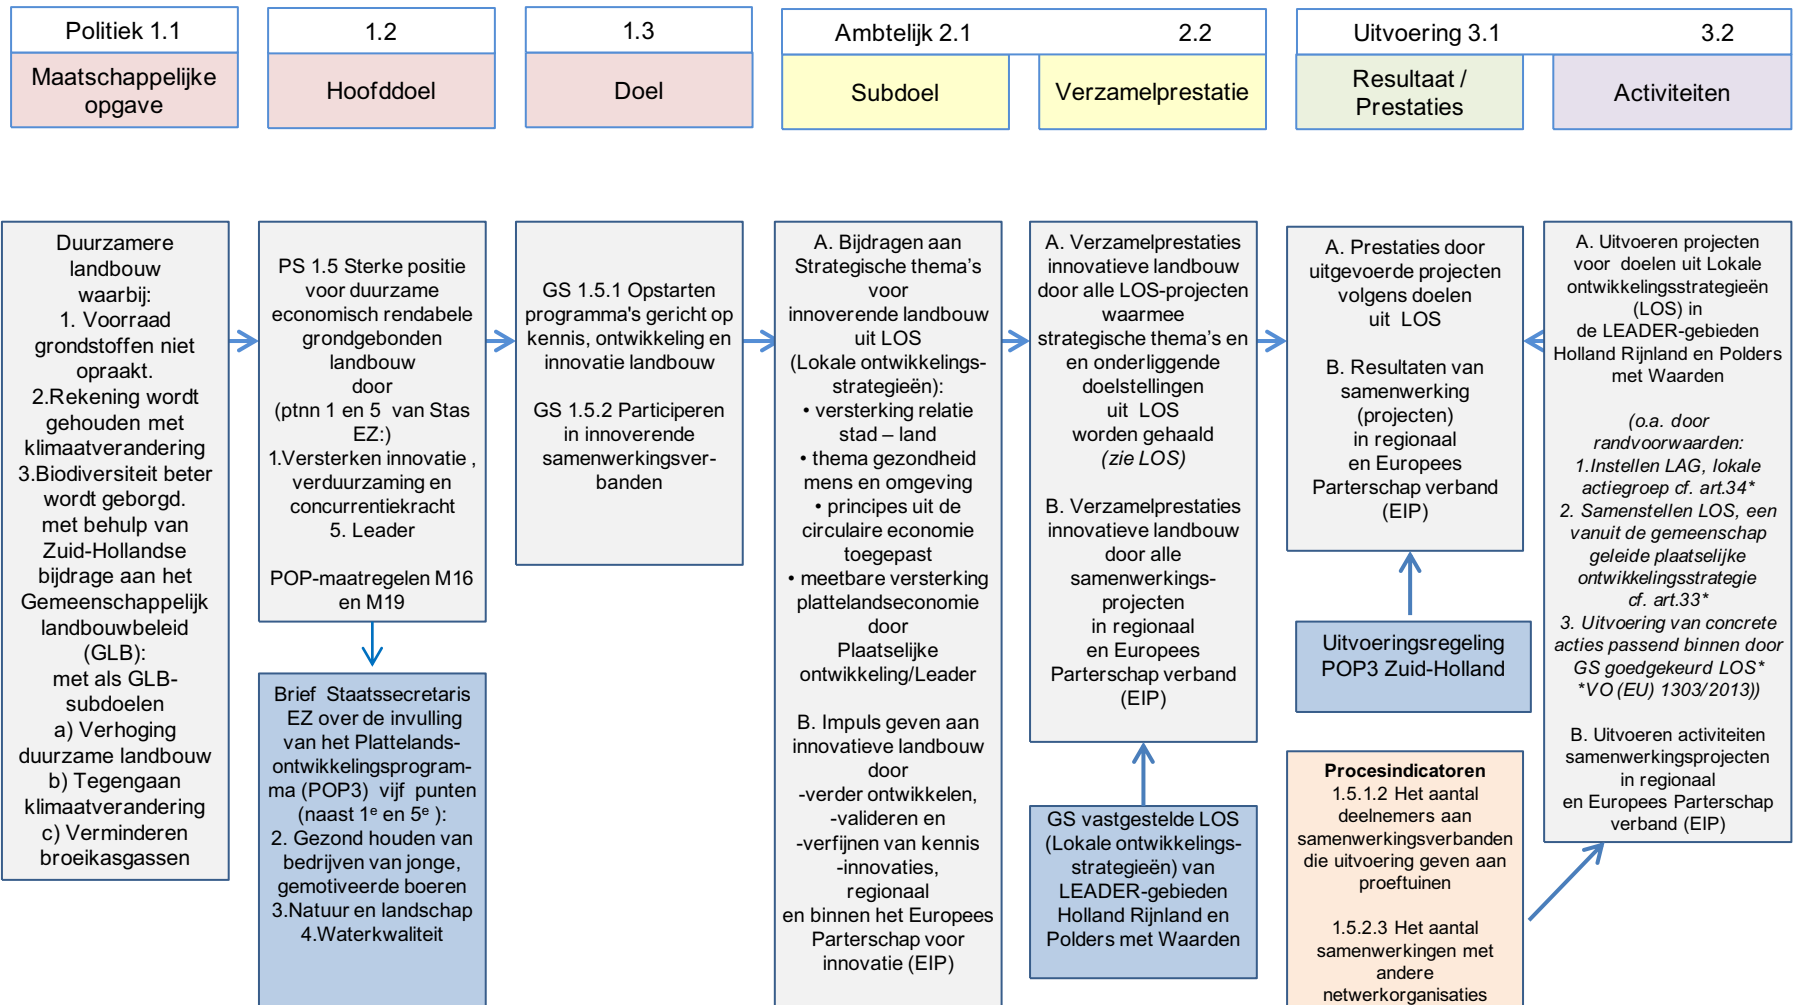 Politiek 1.1
1.2
1.3
Ambtelijk 2.1
2.2
Uitvoering 3.1
3.2
Maatschappelijke
opgave
Hoofddoel
Doel
Subdoel
Verzamelprestatie
Resultaat /
Prestaties
Activiteiten
Duurzamere
landbouw
waarbij:
1. Voorraad
grondstoffen niet
opraakt.
2.Rekening wordt
gehouden met
klimaatverandering
3.Biodiversiteit beter
wordt geborgd.
met behulp van
Zuid-Hollandse
bijdrage aan het
Gemeenschappelijk
landbouwbeleid
(GLB):
met als GLB-
subdoelen
a) Verhoging
duurzame landbouw
b) Tegengaan
klimaatverandering
c) Verminderen
broeikasgassen
PS 1.5 Sterke positie
voor duurzame
economisch rendabele
grondgebonden
landbouw
door
(ptnn 1 en 5 van Stas
EZ:)
1.Versterken innovatie ,
verduurzaming en
concurrentiekracht
5. Leader
POP-maatregelen M16
en M19
Brief Staatssecretaris
EZ over de invulling
van het Plattelands-
ontwikkelingsprogram-
ma (POP3) vijf punten
(naast 1e en 5e ):
2. Gezond houden van
bedrijven van jonge,
gemotiveerde boeren
3.Natuur en landschap
4.Waterkwaliteit
GS 1.5.1 Opstarten
programma's gericht op
kennis, ontwikkeling en
innovatie landbouw
GS 1.5.2 Participeren
in innoverende
samenwerkingsver-
banden
A. Bijdragen aan
Strategische thema's
voor
innoverende landbouw
uit LOS
(Lokale ontwikkelings-
strategieën):
• versterking relatie
stad – land
• thema gezondheid
mens en omgeving
• principes uit de
circulaire economie
toegepast
• meetbare versterking
plattelandseconomie
door
Plaatselijke
ontwikkeling/Leader
B. Impuls geven aan
innovatieve landbouw
door
-verder ontwikkelen,
-valideren en
-verfijnen van kennis
-innovaties,
regionaal
en binnen het Europees
Parterschap voor
innovatie (EIP)
A. Verzamelprestaties
innovatieve landbouw
door alle LOS-projecten
waarmee
strategische thema's en
en onderliggende
doelstellingen
uit LOS
worden gehaald
(zie LOS)
B. Verzamelprestaties
innovatieve landbouw
door alle
samenwerkings-
projecten
in regionaal
en Europees
Parterschap verband
(EIP)
GS vastgestelde LOS
(Lokale ontwikkelings-
strategieën) van
LEADER-gebieden
Holland Rijnland en
Polders met Waarden
A. Prestaties door
uitgevoerde projecten
volgens doelen
uit LOS
B. Resultaten van
samenwerking
(projecten)
in regionaal
en Europees
Parterschap verband
(EIP)
Uitvoeringsregeling
POP3 Zuid-Holland
Procesindicatoren
1.5.1.2 Het aantal
deelnemers aan
samenwerkingsverbanden
die uitvoering geven aan
proeftuinen
1.5.2.3 Het aantal
samenwerkingen met
andere
netwerkorganisaties
A. Uitvoeren projecten
voor doelen uit Lokale
ontwikkelingsstrategieën
(LOS) in
de LEADER-gebieden
Holland Rijnland en Polders
met Waarden
(o.a. door
randvoorwaarden:
1.Instellen LAG, lokale
actiegroep cf. art.34*
2. Samenstellen LOS, een
vanuit de gemeenschap
geleide plaatselijke
ontwikkelingsstrategie
cf. art.33*
3. Uitvoering van concrete
acties passend binnen door
GS goedgekeurd LOS*
*VO (EU) 1303/2013))
B. Uitvoeren activiteiten
samenwerkingsprojecten
in regionaal
en Europees Parterschap
verband (EIP)